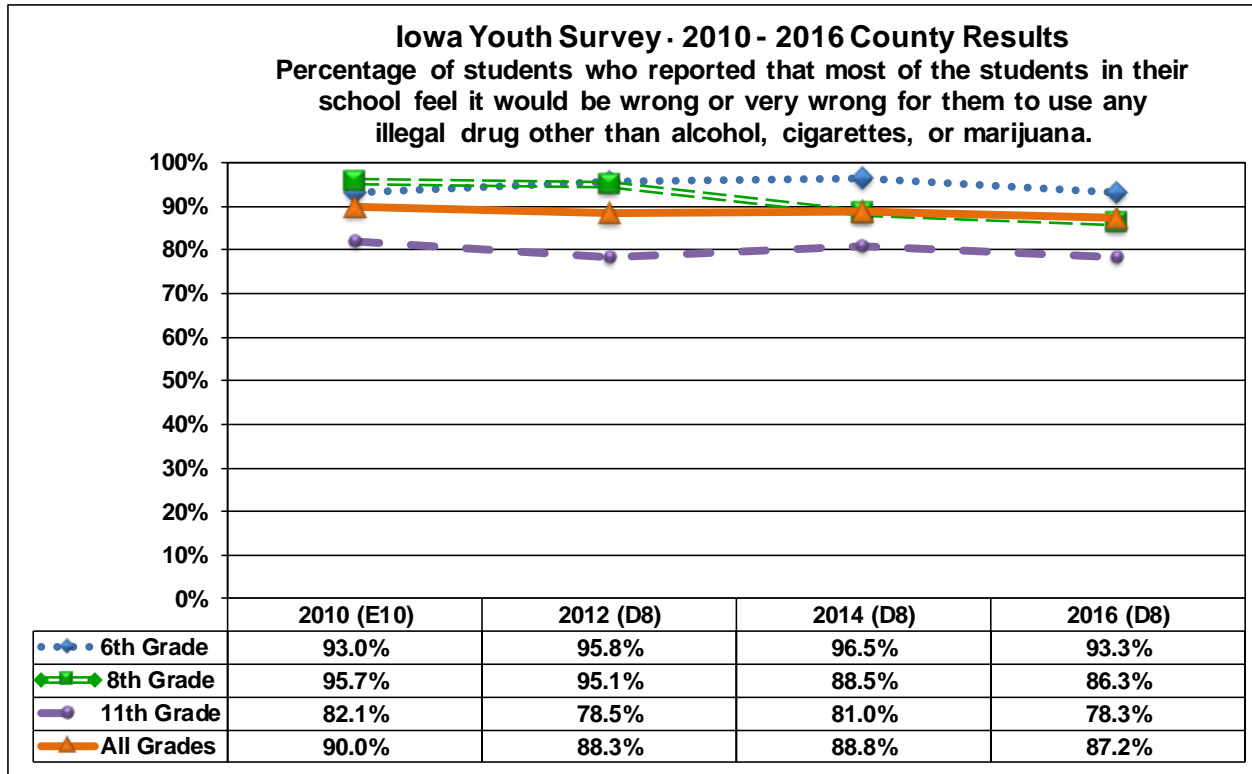 Iowa Youth Survey · 2010 - 2016 County Results
Percentage of students who reported that most of the students in their
school feel it would be wrong or very wrong for them to use any
illegal drug other than alcohol, cigarettes, or marijuana.
100%
90%
80%
70%
60%
50%
40%
30%
20%
10%
0%
2010 (E10) 2012 (D8) 2014 (D8) 2016 (D8)
6th Grade 93.0% 95.8% 96.5% 93.3%
8th Grade 95.7% 95.1% 88.5% 86.3%
11th Grade 82.1% 78.5% 81.0% 78.3%
All Grades 90.0% 88.3% 88.8% 87.2%